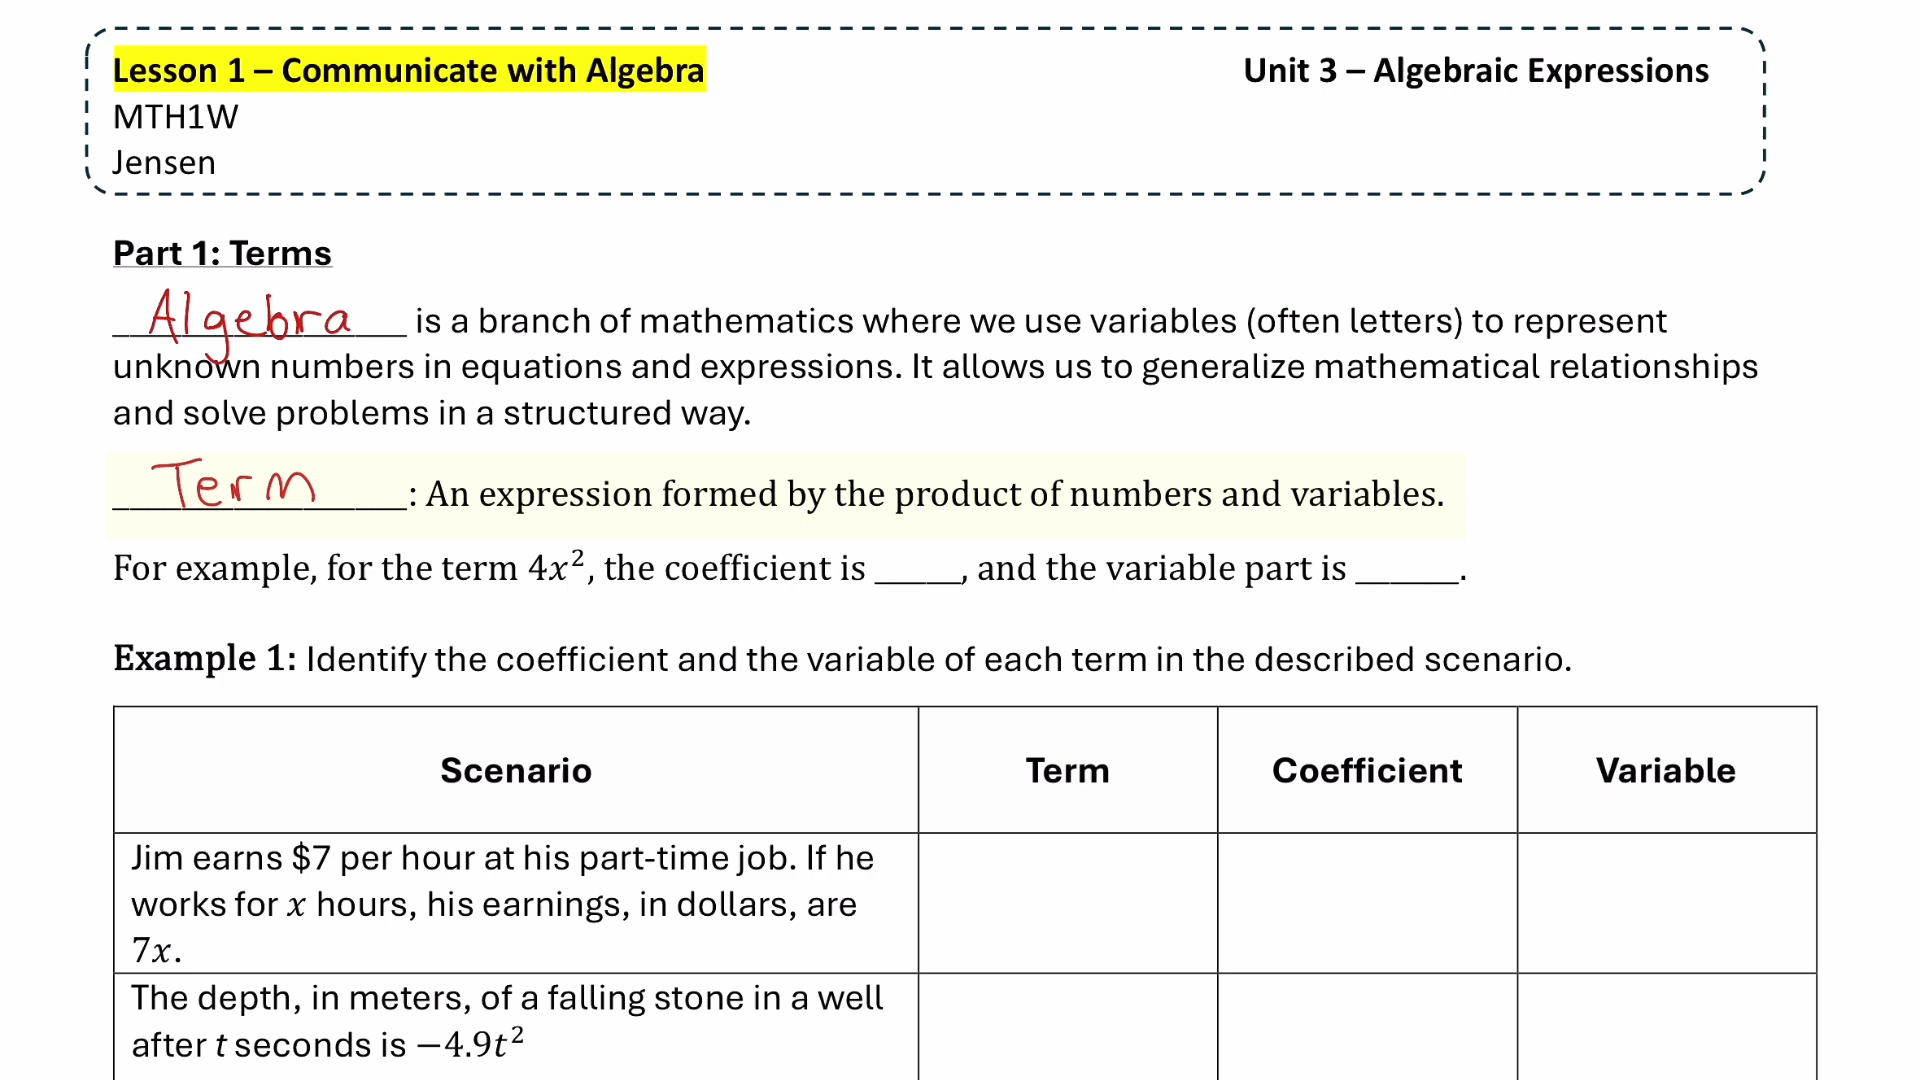 Lesson 1 – Communicate with Algebra Unit 3 – Algebraic Expressions
MTH1W
Jensen
Part 1: Terms
Algebra is a branch of mathematics where we use variables (often letters) to represent
unknown numbers in equations and expressions. It allows us to generalize mathematical relationships
and solve problems in a structured way.
Term: An expression formed by the product of numbers and variables.
For example, for the term 4x², the coefficient is _____, and the variable part is ______.
Example 1: Identify the coefficient and the variable of each term in the described scenario.
Scenario Term Coefficient Variable
Jim earns $7 per hour at his part-time job. If he
works for x hours, his earnings, in dollars, are
7x.
The depth, in meters, of a falling stone in a well
after t seconds is −4.9t²